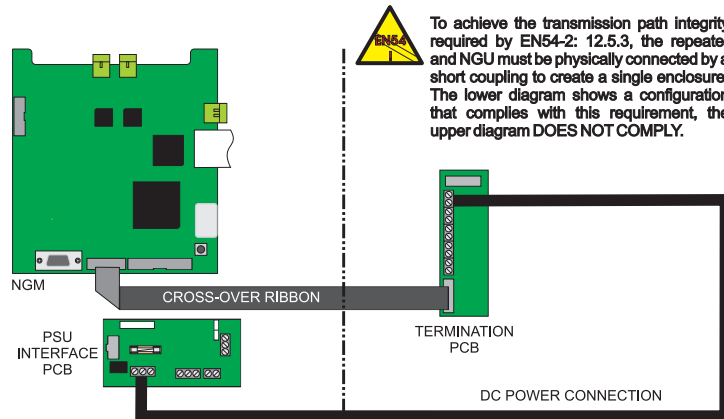 EN54
To achieve the transmission path integrity
required by EN54-2: 12.5.3, the repeater
and NGU must be physically connected by a
short coupling to create a single enclosure.
The lower diagram shows a configuration
that complies with this requirement, the
upper diagram DOES NOT COMPLY.
NGM
CROSS-OVER RIBBON
PSU
INTERFACE
PCB
TERMINATION
PCB
DC POWER CONNECTION